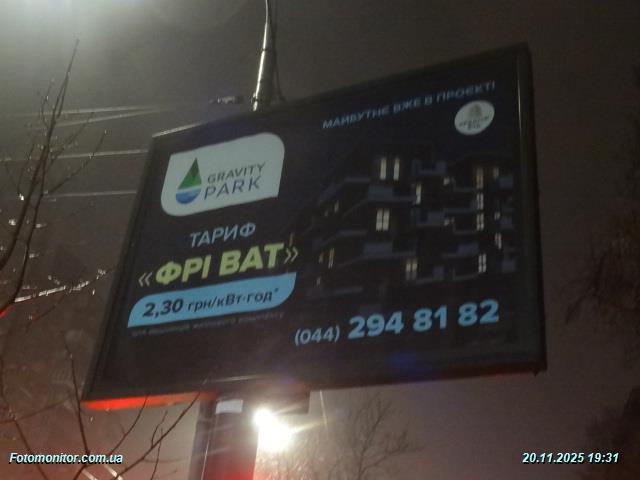 МАЙБУТНЄ ВЖЕ В ПРОЄКТІ
GRAVITY
PARK
ТАРИФ
«ФРІ ВАТ»
2,30 грн/кВт·год*
(044) 294 81 82
Fotomonitor.com.ua
20.11.2025 19:31